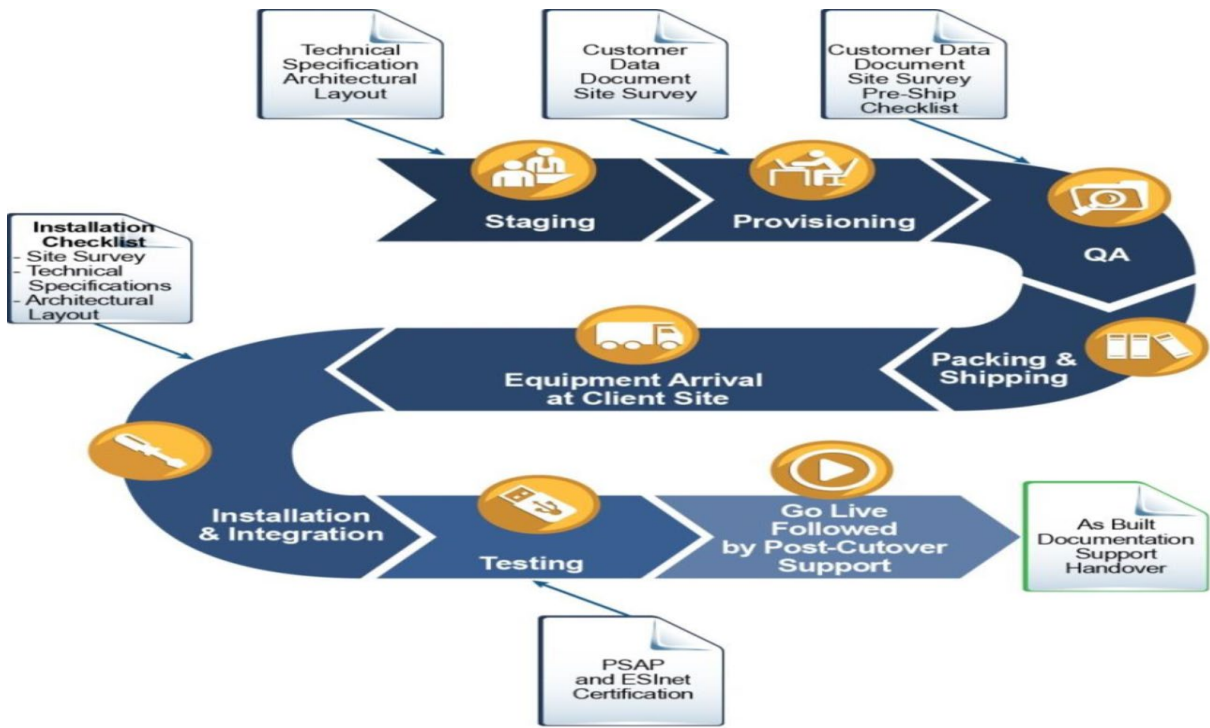 Technical
Specification
Architectural
Layout
Customer
Data
Document
Site Survey
Customer Data
Document
Site Survey
Pre-Ship
Checklist
Staging
Provisioning
QA
Packing &
Shipping
Equipment Arrival
at Client Site
Installation
Checklist
- Site Survey
- Technical
Specifications
- Architectural
Layout
Installation
& Integration
Testing
Go Live
Followed
by Post-Cutover
Support
As Built
Documentation
Support
Handover
PSAP
and ESInet
Certification